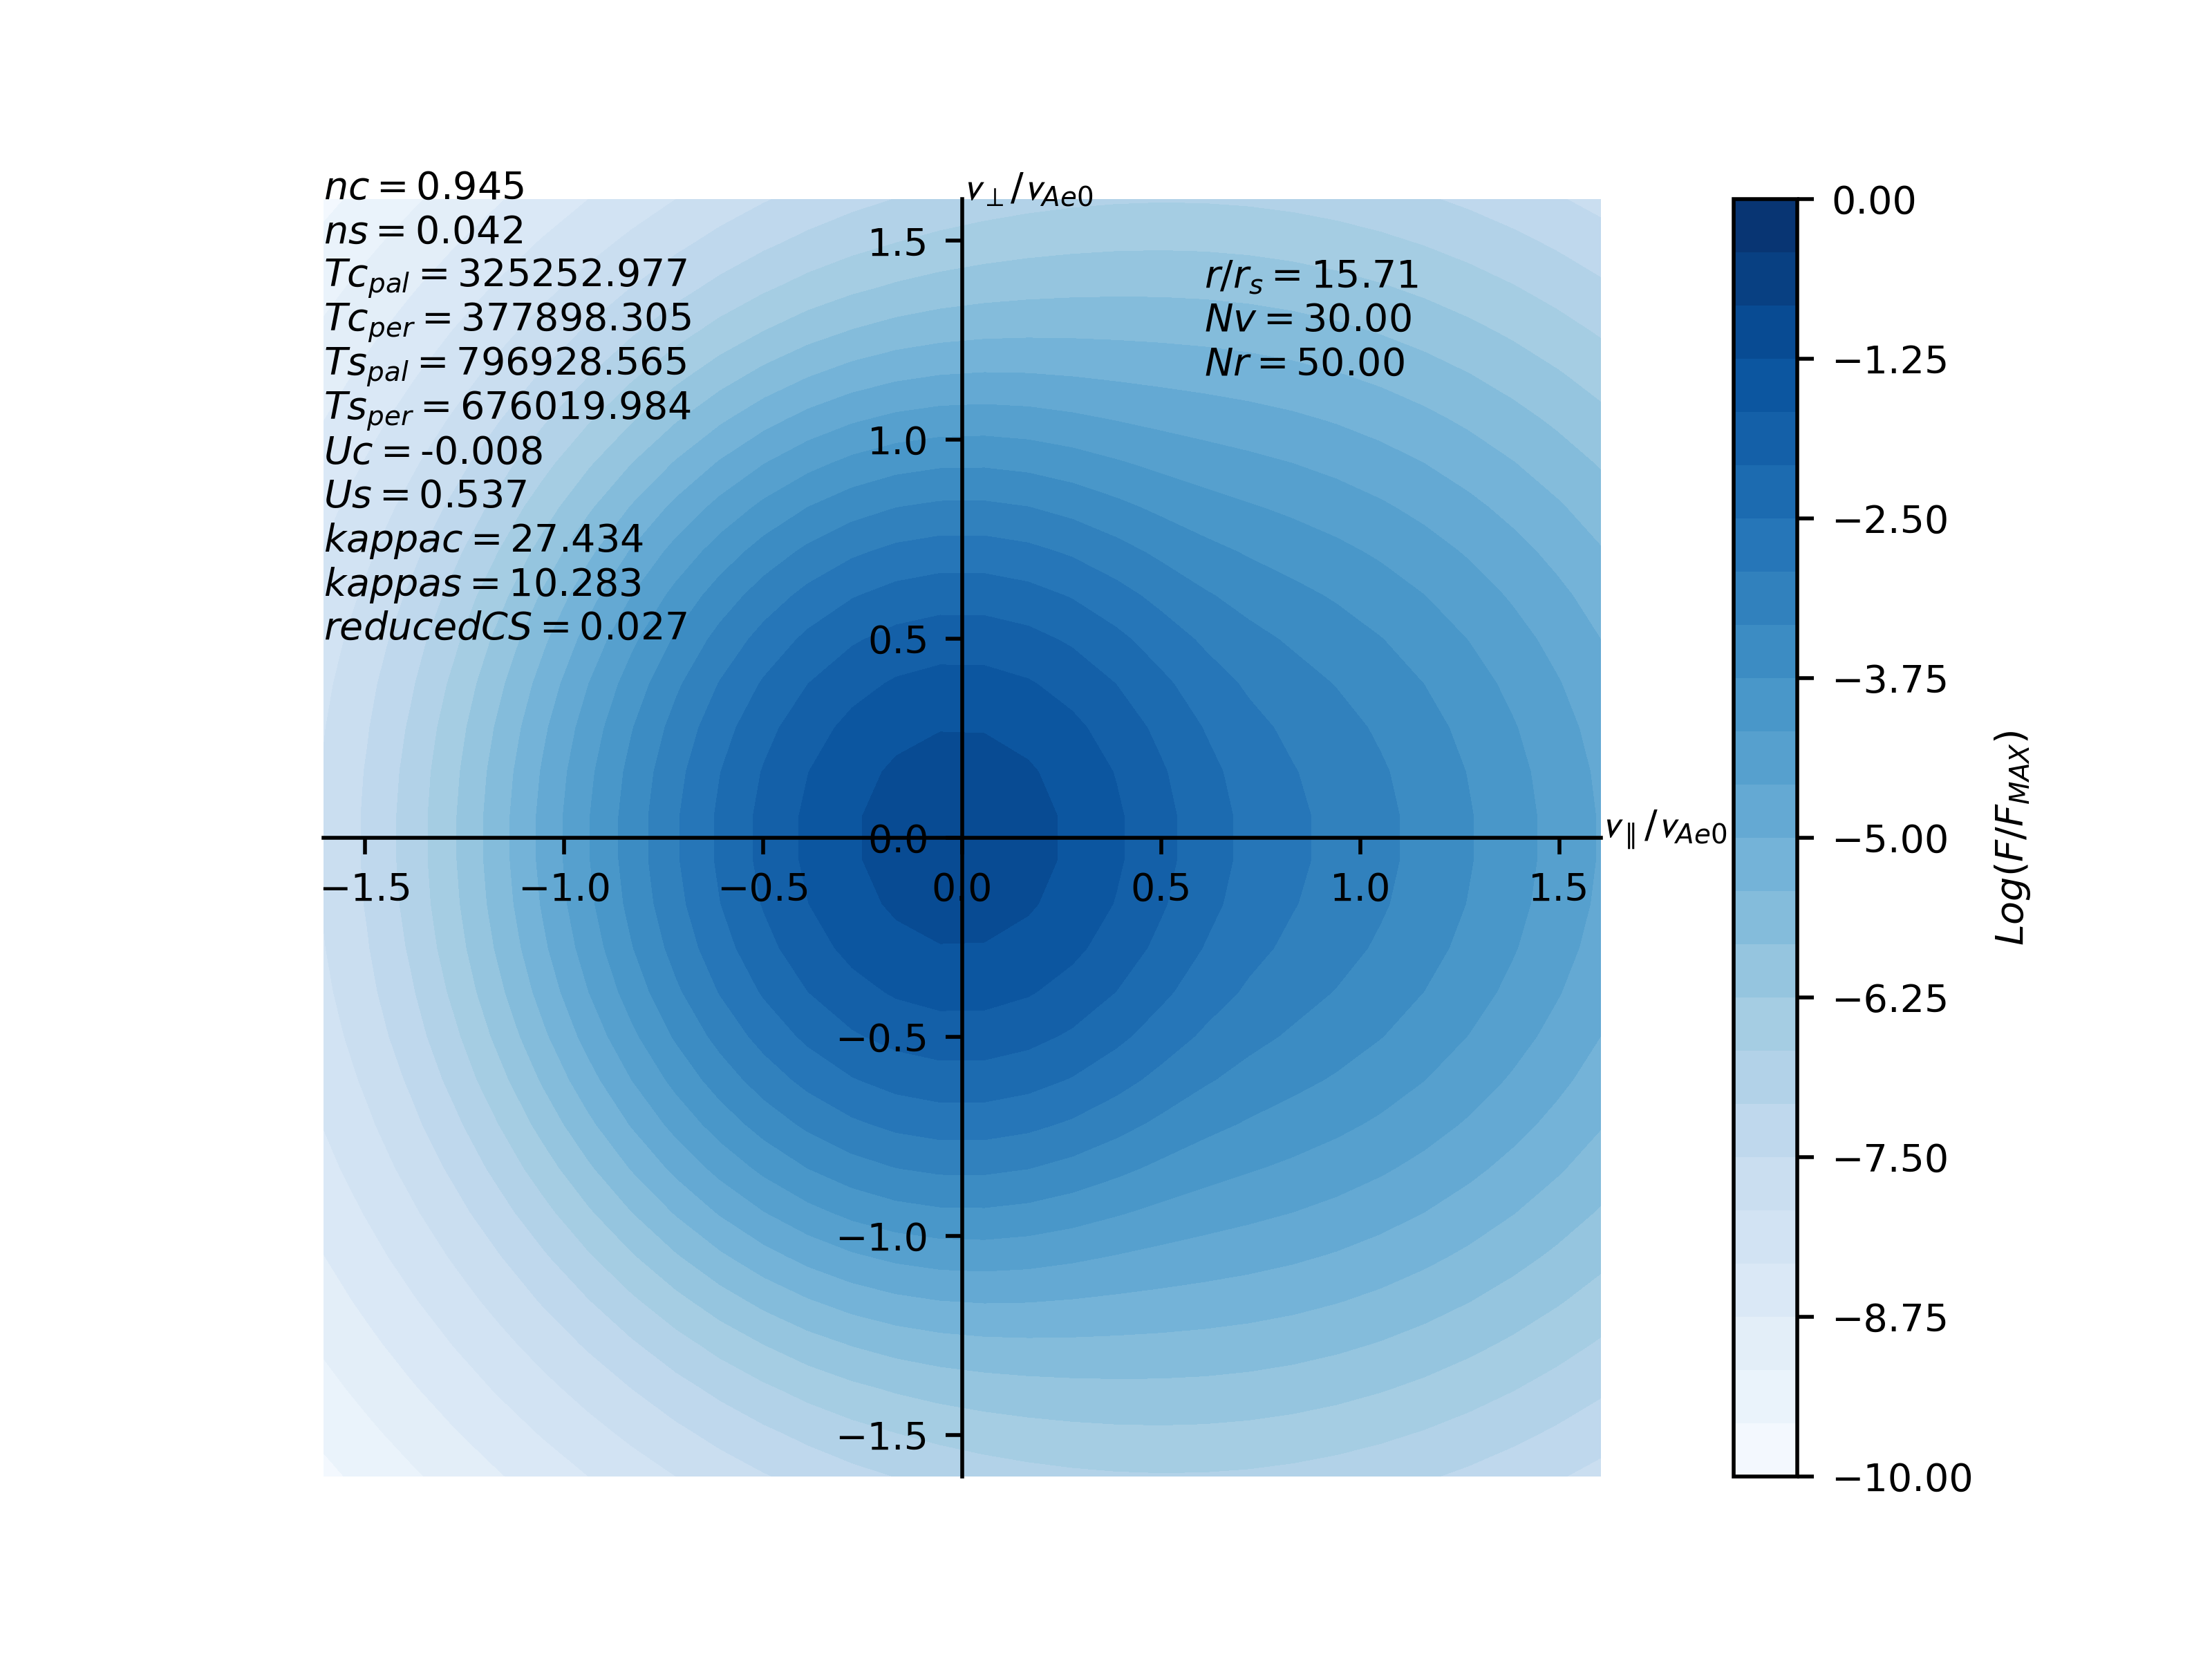 nc = 0.945
ns = 0.042
Tc_pal = 325252.977
Tc_per = 377898.305
Ts_pal = 796928.565
Ts_per = 676019.984
Uc = -0.008
Us = 0.537
kappac = 27.434
kappas = 10.283
reducedCS = 0.027
v_⊥/v_Ae0
r/r_s = 15.71
Nv = 30.00
Nr = 50.00
1.5
1.0
0.5
0.0
−0.5
−1.0
−1.5
−1.5 −1.0 −0.5 0.0 0.5 1.0 1.5
v_∥/v_Ae0
0.00
−1.25
−2.50
−3.75
−5.00
−6.25
−7.50
−8.75
−10.00
Log(F/F_MAX)